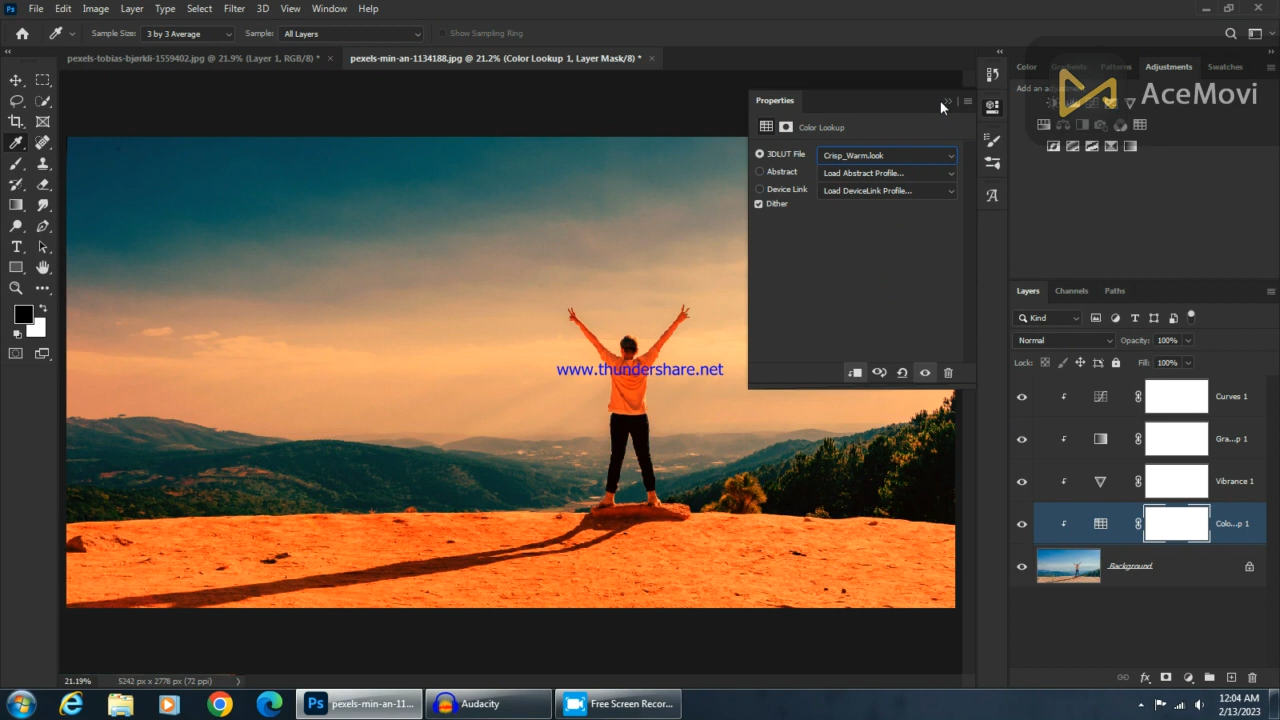 Ps File Edit Image Layer Type Select Filter 3D View Window Help
Sample Size: 3 by 3 Average Sample: All Layers Show Sampling Ring
pexels-tobias-bjørkli-1559402.jpg @ 21.9% (Layer 1, RGB/8) * × pexels-min-an-1134188.jpg @ 21.2% (Color Lookup 1, Layer Mask/8) * ×
Color Gradients Patterns Adjustments Swatches
Add an adjustment
AceMovi
Properties
Color Lookup
3DLUT File Crisp_Warm.look
Abstract Load Abstract Profile...
Device Link Load DeviceLink Profile...
Dither
www.thundershare.net
Layers Channels Paths
Kind
Normal Opacity: 100%
Lock: Fill: 100%
Curves 1
Gra...p 1
Vibrance 1
Colo...p 1
Background
21.19% 5242 px x 2778 px (72 ppi)
Ps pexels-min-an-11... Audacity Free Screen Recor...
12:04 AM
2/13/2023